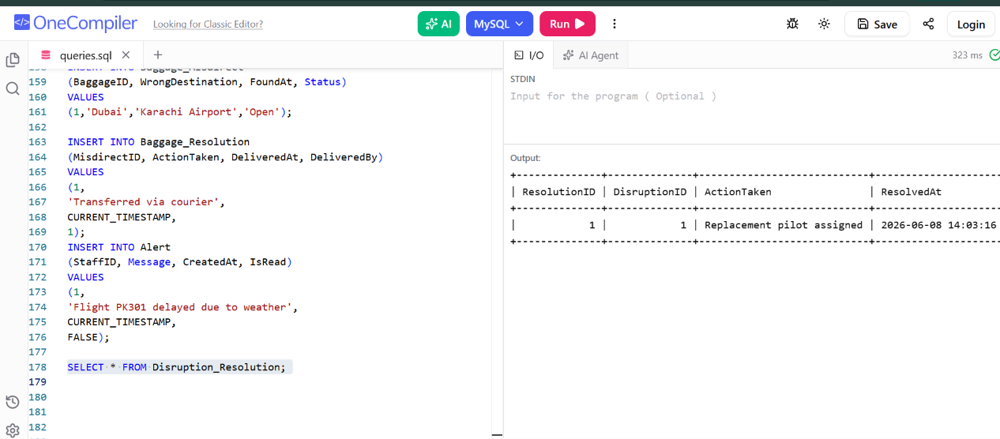 OneCompiler
Looking for Classic Editor?
AI
MySQL
Run
Save
Login
queries.sql
I/O
AI Agent
323 ms
159 (BaggageID, WrongDestination, FoundAt, Status)
160 VALUES
161 (1,'Dubai','Karachi Airport','Open');
162
163 INSERT INTO Baggage_Resolution
164 (MisdirectID, ActionTaken, DeliveredAt, DeliveredBy)
165 VALUES
166 (1,
167 'Transferred via courier',
168 CURRENT_TIMESTAMP,
169 1);
170 INSERT INTO Alert
171 (StaffID, Message, CreatedAt, IsRead)
172 VALUES
173 (1,
174 'Flight PK301 delayed due to weather',
175 CURRENT_TIMESTAMP,
176 FALSE);
177
178 SELECT * FROM Disruption_Resolution;
179
180
181
182
STDIN
Input for the program ( Optional )
Output:
+--------------+--------------+----------------------------+---------------------
| ResolutionID | DisruptionID | ActionTaken | ResolvedAt
+--------------+--------------+----------------------------+---------------------
| 1 | 1 | Replacement pilot assigned | 2026-06-08 14:03:16
+--------------+--------------+----------------------------+---------------------